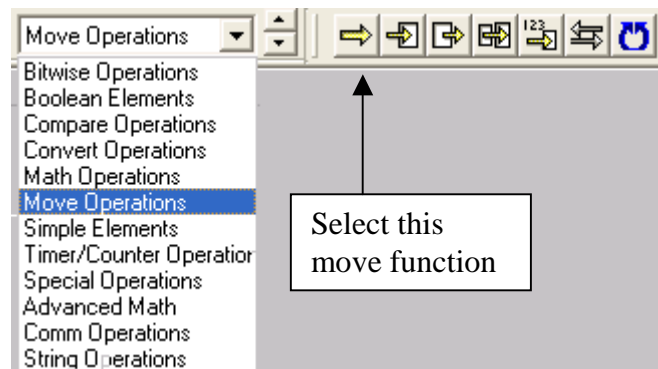 Move Operations
123
Bitwise Operations
Boolean Elements
Compare Operations
Convert Operations
Math Operations
Move Operations
Simple Elements
Timer/Counter Operation
Special Operations
Advanced Math
Comm Operations
String Operations
Select this
move function